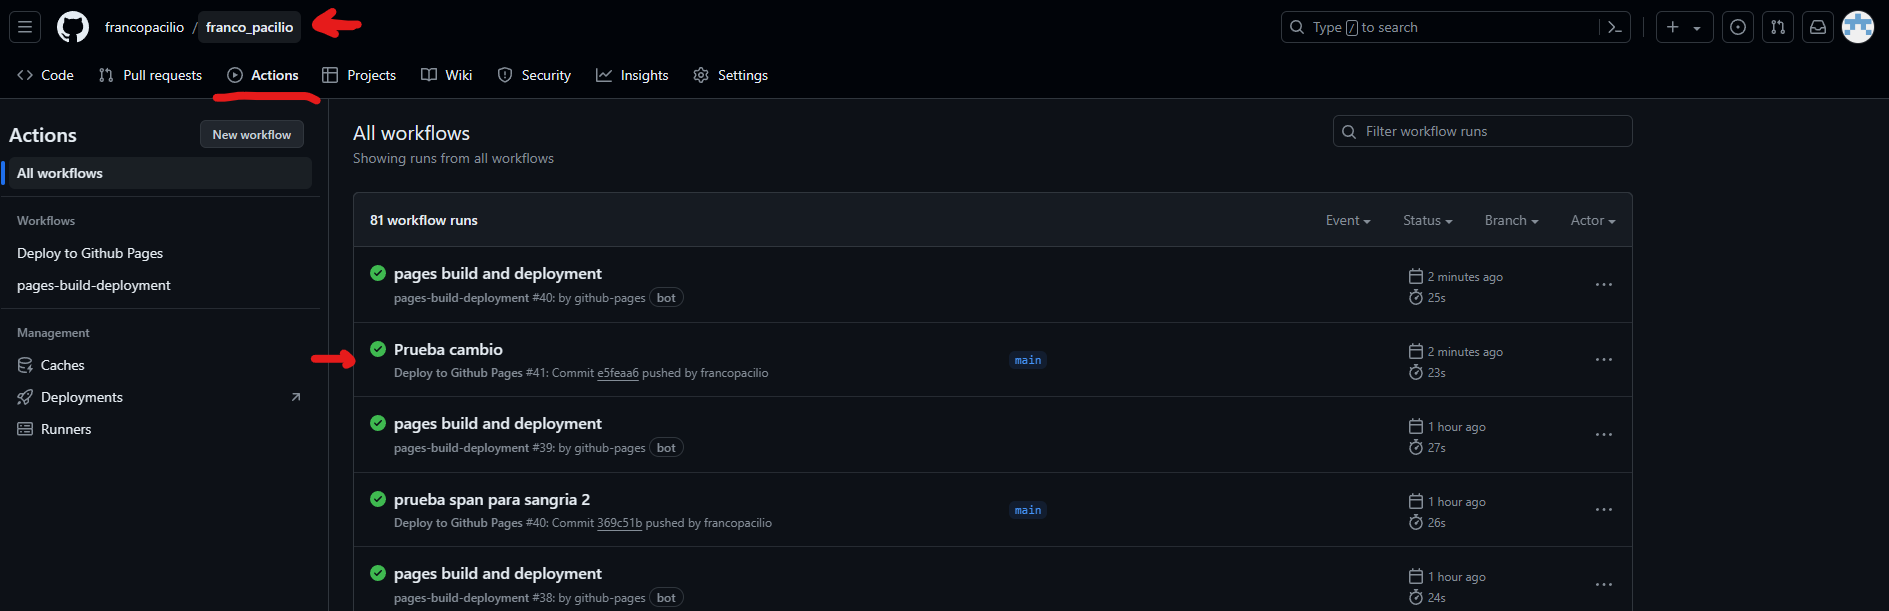 francopacilio / franco_pacilio
Type / to search
Code
Pull requests
Actions
Projects
Wiki
Security
Insights
Settings
Actions
New workflow
All workflows
Workflows
Deploy to Github Pages
pages-build-deployment
Management
Caches
Deployments
Runners
All workflows
Showing runs from all workflows
Filter workflow runs
81 workflow runs
Event
Status
Branch
Actor
pages build and deployment
pages-build-deployment #40: by github-pages bot
2 minutes ago
25s
Prueba cambio
Deploy to Github Pages #41: Commit e5feaa6 pushed by francopacilio
main
2 minutes ago
23s
pages build and deployment
pages-build-deployment #39: by github-pages bot
1 hour ago
27s
prueba span para sangria 2
Deploy to Github Pages #40: Commit 369c51b pushed by francopacilio
main
1 hour ago
26s
pages build and deployment
pages-build-deployment #38: by github-pages bot
1 hour ago
24s